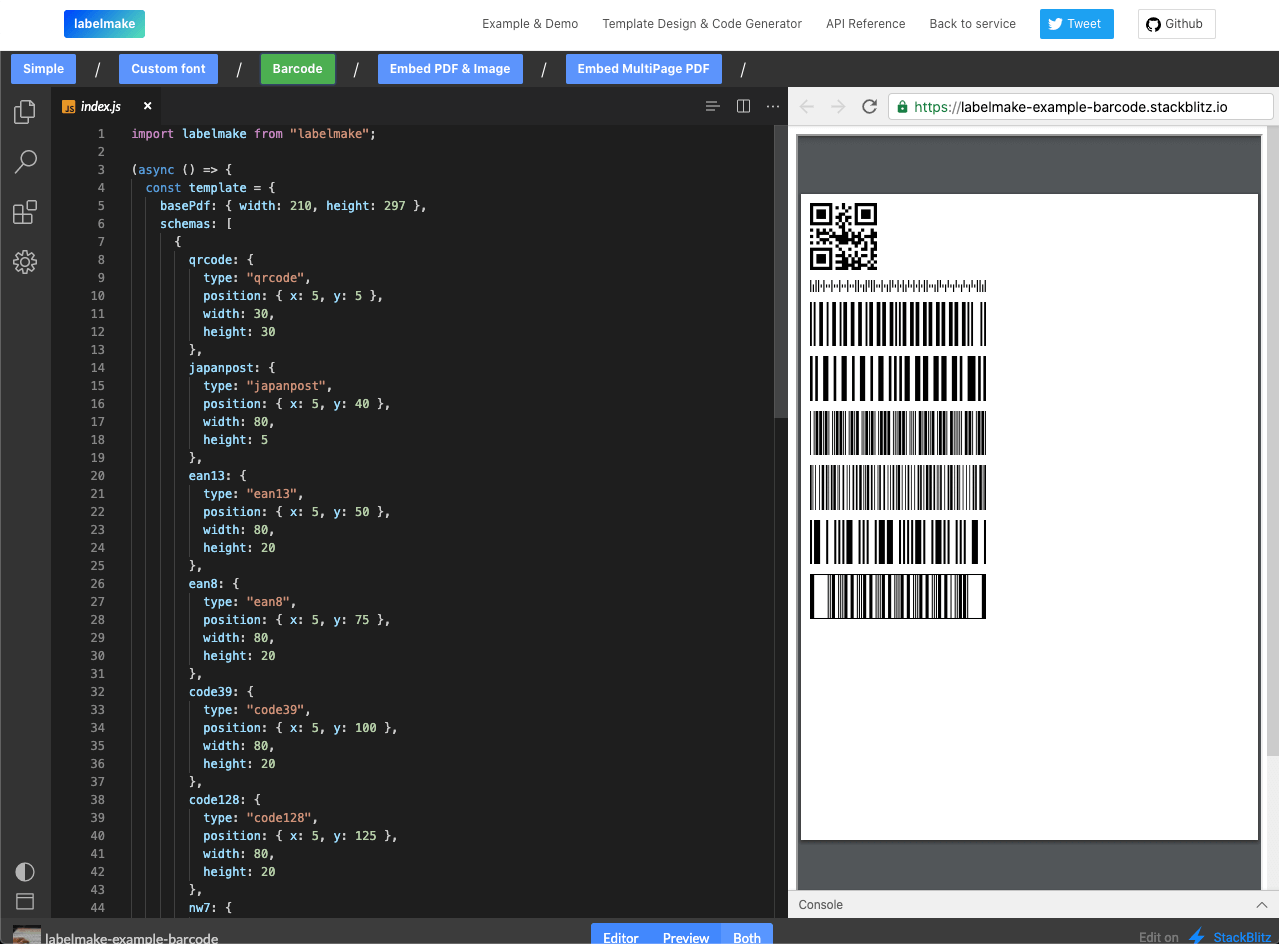 labelmake
Example & Demo
Template Design & Code Generator
API Reference
Back to service
Tweet
Github
Simple / Custom font / Barcode / Embed PDF & Image / Embed MultiPage PDF /
JS index.js ×
https://labelmake-example-barcode.stackblitz.io
1 import labelmake from "labelmake";
2
3 (async () => {
4 const template = {
5 basePdf: { width: 210, height: 297 },
6 schemas: [
7 {
8 qrcode: {
9 type: "qrcode",
10 position: { x: 5, y: 5 },
11 width: 30,
12 height: 30
13 },
14 japanpost: {
15 type: "japanpost",
16 position: { x: 5, y: 40 },
17 width: 80,
18 height: 5
19 },
20 ean13: {
21 type: "ean13",
22 position: { x: 5, y: 50 },
23 width: 80,
24 height: 20
25 },
26 ean8: {
27 type: "ean8",
28 position: { x: 5, y: 75 },
29 width: 80,
30 height: 20
31 },
32 code39: {
33 type: "code39",
34 position: { x: 5, y: 100 },
35 width: 80,
36 height: 20
37 },
38 code128: {
39 type: "code128",
40 position: { x: 5, y: 125 },
41 width: 80,
42 height: 20
43 },
44 nw7: {
Console
labelmake-example-barcode
Editor
Preview
Both
Edit on StackBlitz